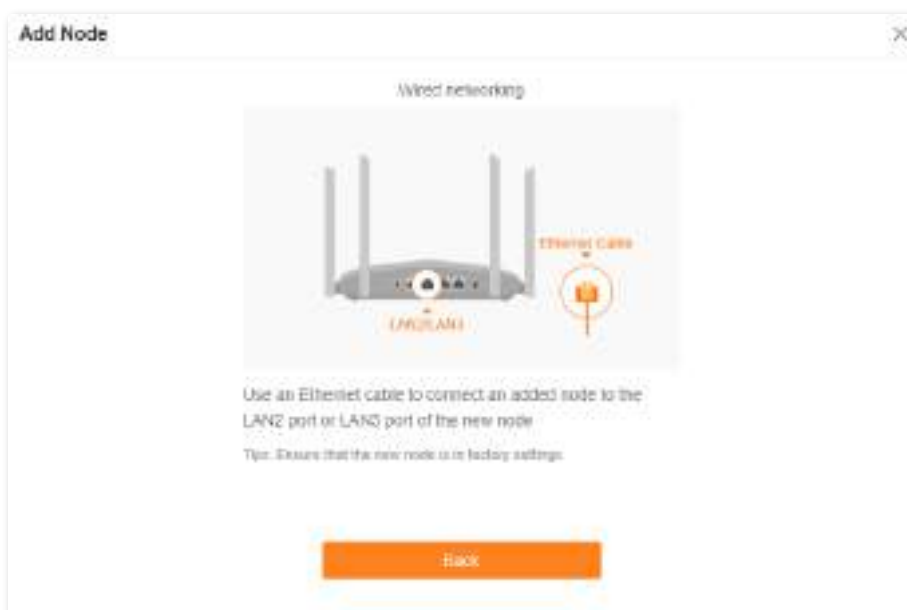 Add Node
Wired networking
Ethernet Cable
LAN2/LAN3
Use an Ethernet cable to connect an added node to the
LAN2 port or LAN3 port of the new node
Tips: Ensure that the new node is in factory settings.
Back